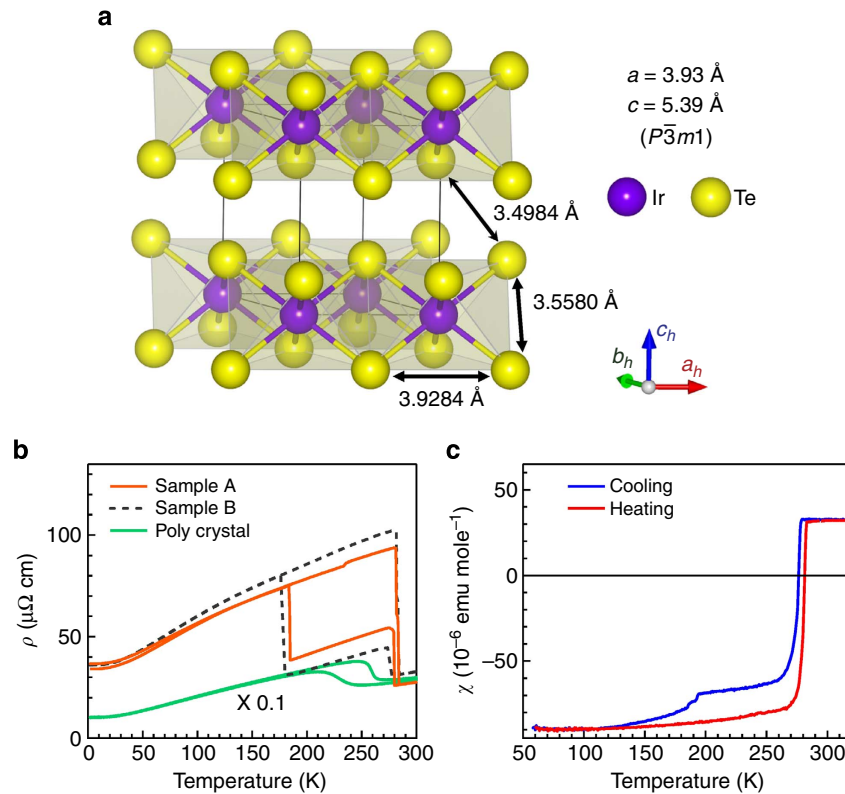 a
a = 3.93 Å
c = 5.39 Å
(P3̅m1)
Ir
Te
3.4984 Å
3.5580 Å
3.9284 Å
c_h
b_h
a_h
b
Sample A
Sample B
Poly crystal
100
50
0
ρ (μΩ cm)
X 0.1
0 50 100 150 200 250 300
Temperature (K)
c
Cooling
Heating
50
0
−50
χ (10⁻⁶ emu mole⁻¹)
50 100 150 200 250 300
Temperature (K)